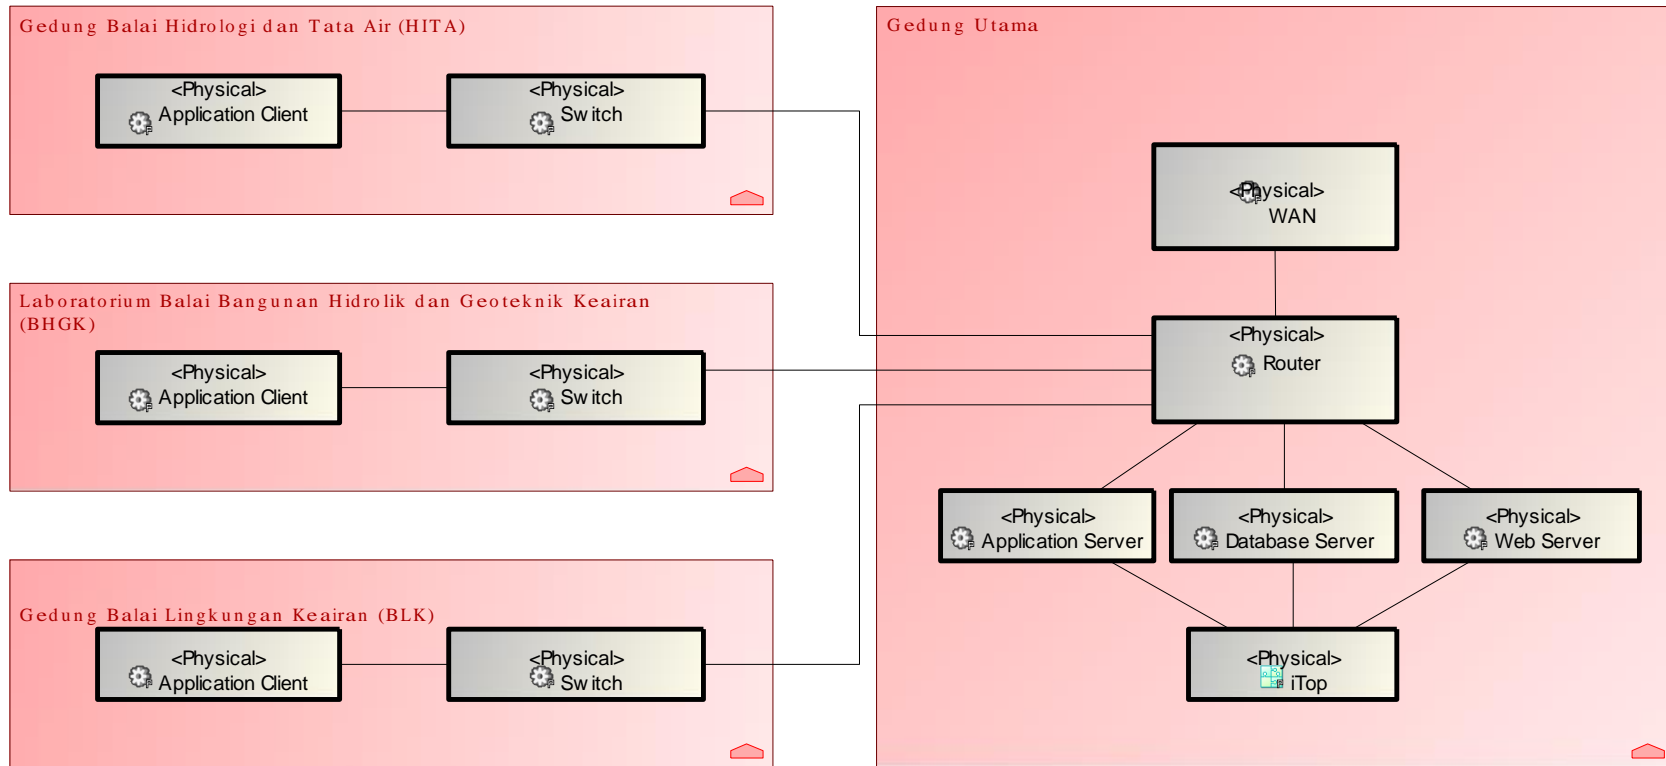 Gedung Balai Hidrologi dan Tata Air (HITA)
<Physical>
Application Client
<Physical>
Switch
Laboratorium Balai Bangunan Hidrolik dan Geoteknik Keairan
(BHGK)
<Physical>
Application Client
<Physical>
Switch
Gedung Balai Lingkungan Keairan (BLK)
<Physical>
Application Client
<Physical>
Switch
Gedung Utama
<Physical>
WAN
<Physical>
Router
<Physical>
Application Server
<Physical>
Database Server
<Physical>
Web Server
<Physical>
iTop